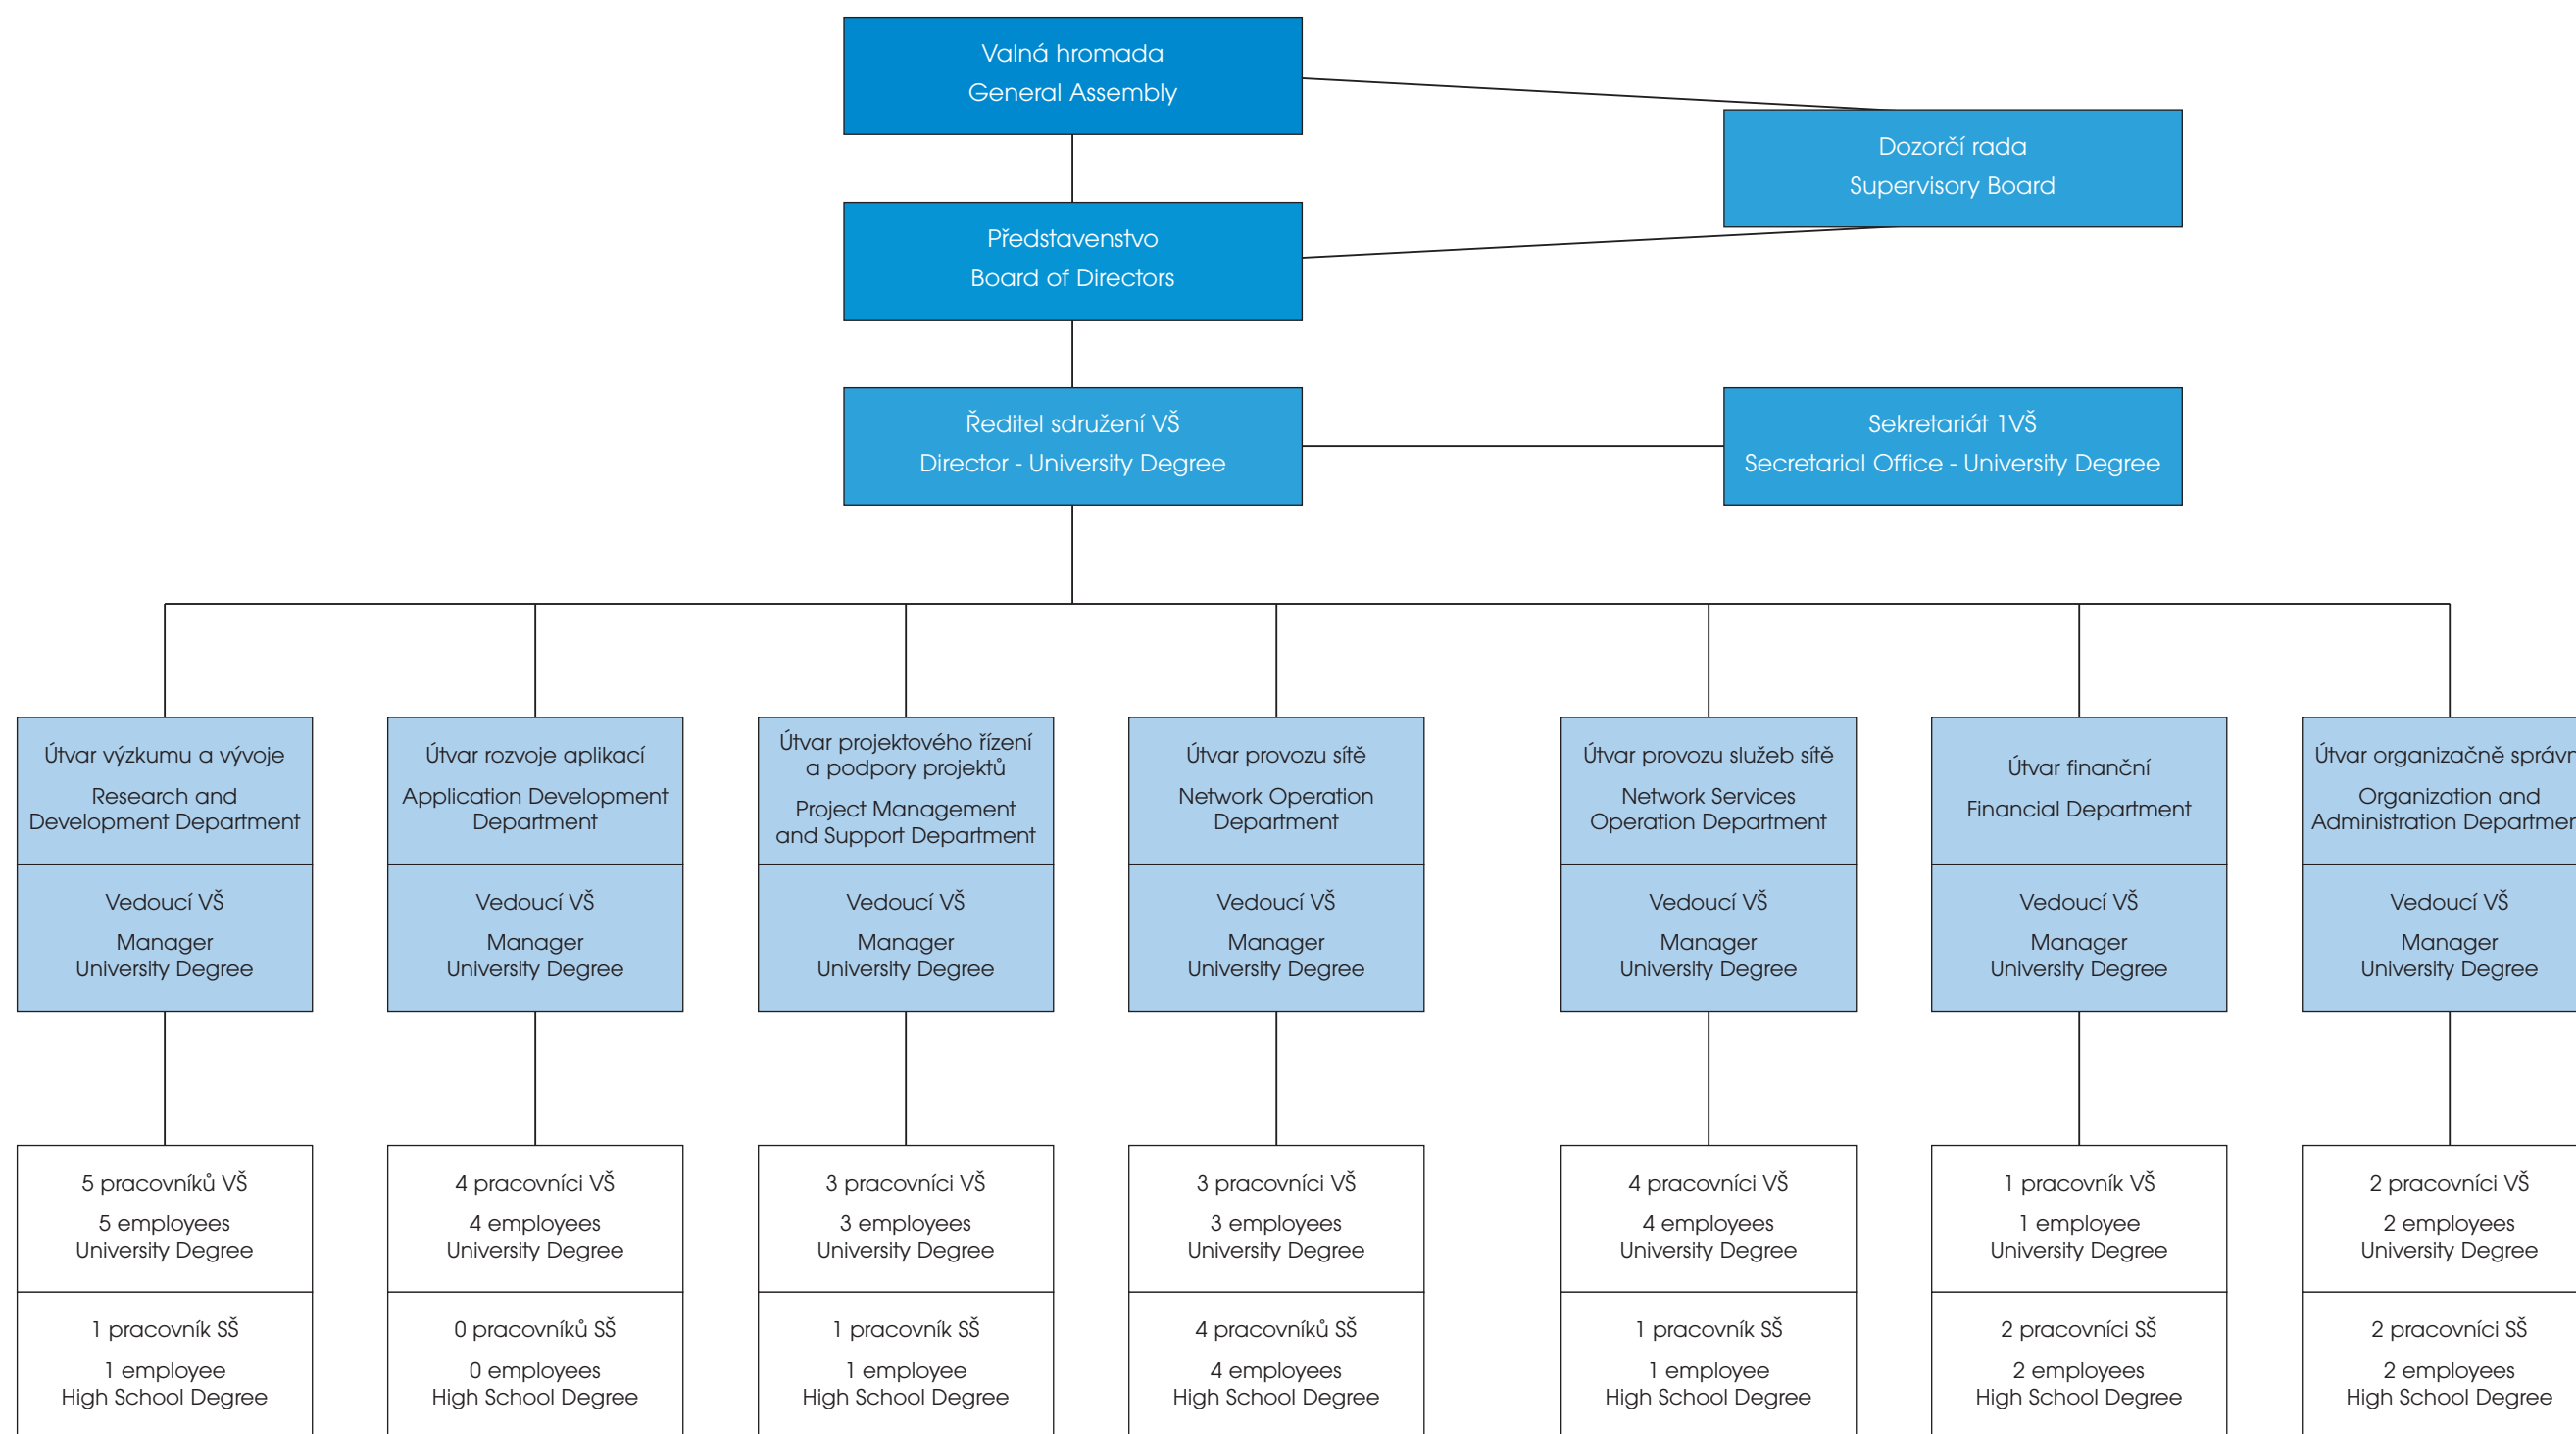 Valná hromada
General Assembly
Dozorčí rada
Supervisory Board
Představenstvo
Board of Directors
Ředitel sdružení VŠ
Director - University Degree
Sekretariát 1VŠ
Secretarial Office - University Degree
Útvar výzkumu a vývoje
Research and
Development Department
Vedoucí VŠ
Manager
University Degree
5 pracovníků VŠ
5 employees
University Degree
1 pracovník SŠ
1 employee
High School Degree
Útvar rozvoje aplikací
Application Development
Department
Vedoucí VŠ
Manager
University Degree
4 pracovníci VŠ
4 employees
University Degree
0 pracovníků SŠ
0 employees
High School Degree
Útvar projektového řízení
a podpory projektů
Project Management
and Support Department
Vedoucí VŠ
Manager
University Degree
3 pracovníci VŠ
3 employees
University Degree
1 pracovník SŠ
1 employee
High School Degree
Útvar provozu sítě
Network Operation
Department
Vedoucí VŠ
Manager
University Degree
3 pracovníci VŠ
3 employees
University Degree
4 pracovníků SŠ
4 employees
High School Degree
Útvar provozu služeb sítě
Network Services
Operation Department
Vedoucí VŠ
Manager
University Degree
4 pracovníci VŠ
4 employees
University Degree
1 pracovník SŠ
1 employee
High School Degree
Útvar finanční
Financial Department
Vedoucí VŠ
Manager
University Degree
1 pracovník VŠ
1 employee
University Degree
2 pracovníci SŠ
2 employees
High School Degree
Útvar organizačně správn
Organization and
Administration Departmen
Vedoucí VŠ
Manager
University Degree
2 pracovníci VŠ
2 employees
University Degree
2 pracovníci SŠ
2 employees
High School Degree